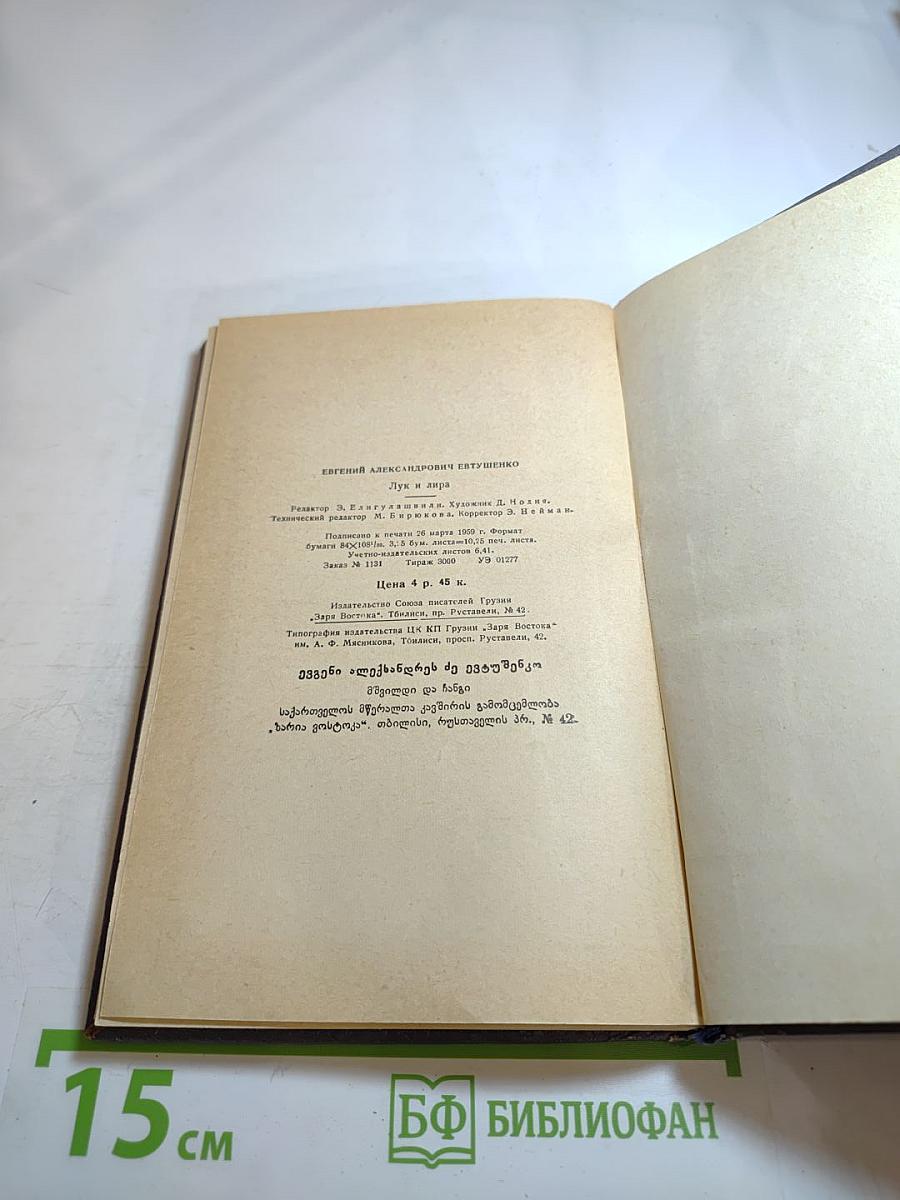 ЕВГЕНИЙ АЛЕКСАНДРОВИЧ ЕВТУШЕНКО
Лук и лира
Редактор Э. Елигулашвили. Художник Д. Нодия.
Технический редактор М. Бирюкова. Корректор Э. Нейман.
Подписано к печати 26 марта 1959 г. Формат
бумаги 84×108¹/₃₂. бум. листа=10,25 печ. листа.
Учетно-издательских листов 6,41.
Заказ № 1131 Тираж 3000 УЭ 01277
Цена 4 р. 45 к.
Издательство Союза писателей Грузии
„Заря Востока“. Тбилиси, пр. Руставели, № 42.
Типография издательства ЦК КП Грузии „Заря Востока“
им. А. Ф. Мясникова, Тбилиси, просп. Руставели, 42.
ევგენი ალექსანდრეს ძე ევტუშენკო
მშვილდი და ჩანგი
საქართველოს მწერალთა კავშირის გამომცემლობა
„ზარია ვოსტოკა“. თბილისი, რუსთაველის პრ., № 42.
15 см
БФ БИБЛИОФАН